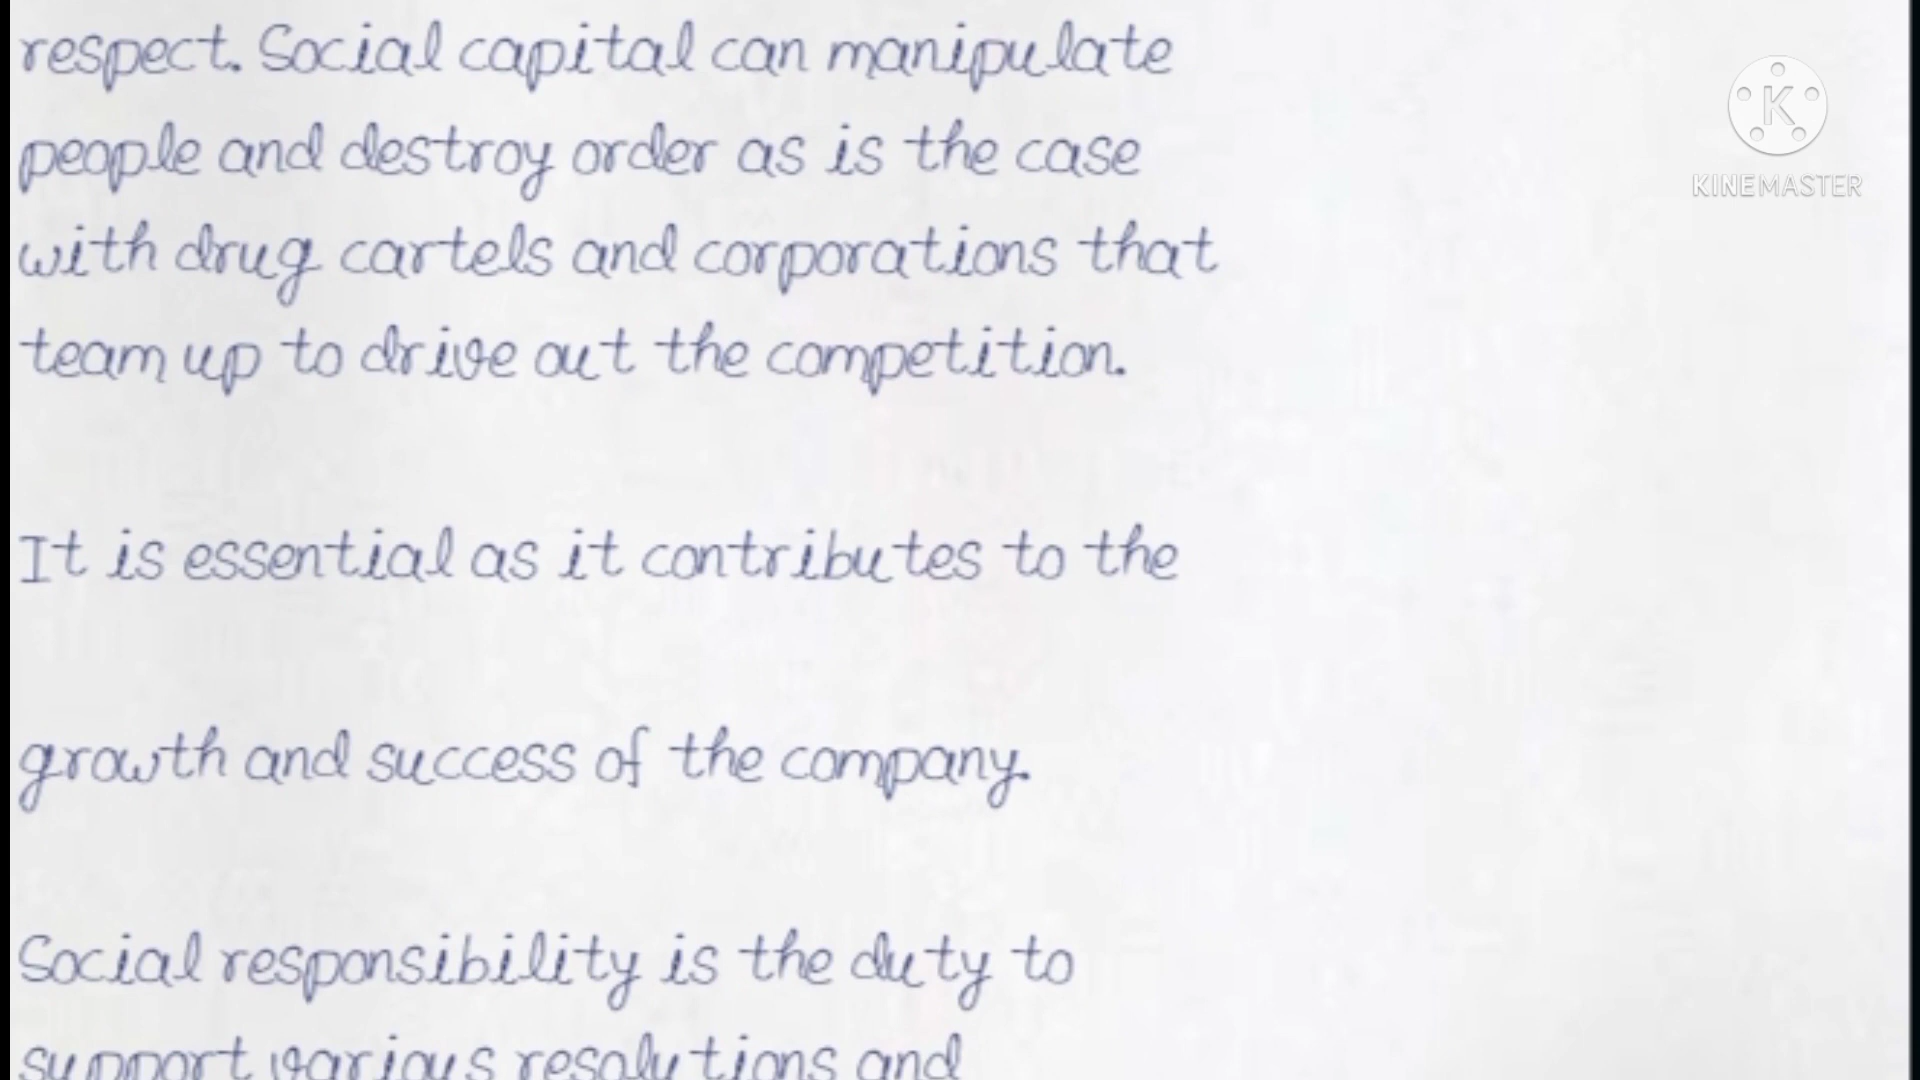 respect. Social capital can manipulate
people and destroy order as is the case
with drug cartels and corporations that
team up to drive out the competition.
It is essential as it contributes to the
growth and success of the company.
Social responsibility is the duty to
support various resolutions and
K
KINEMASTER